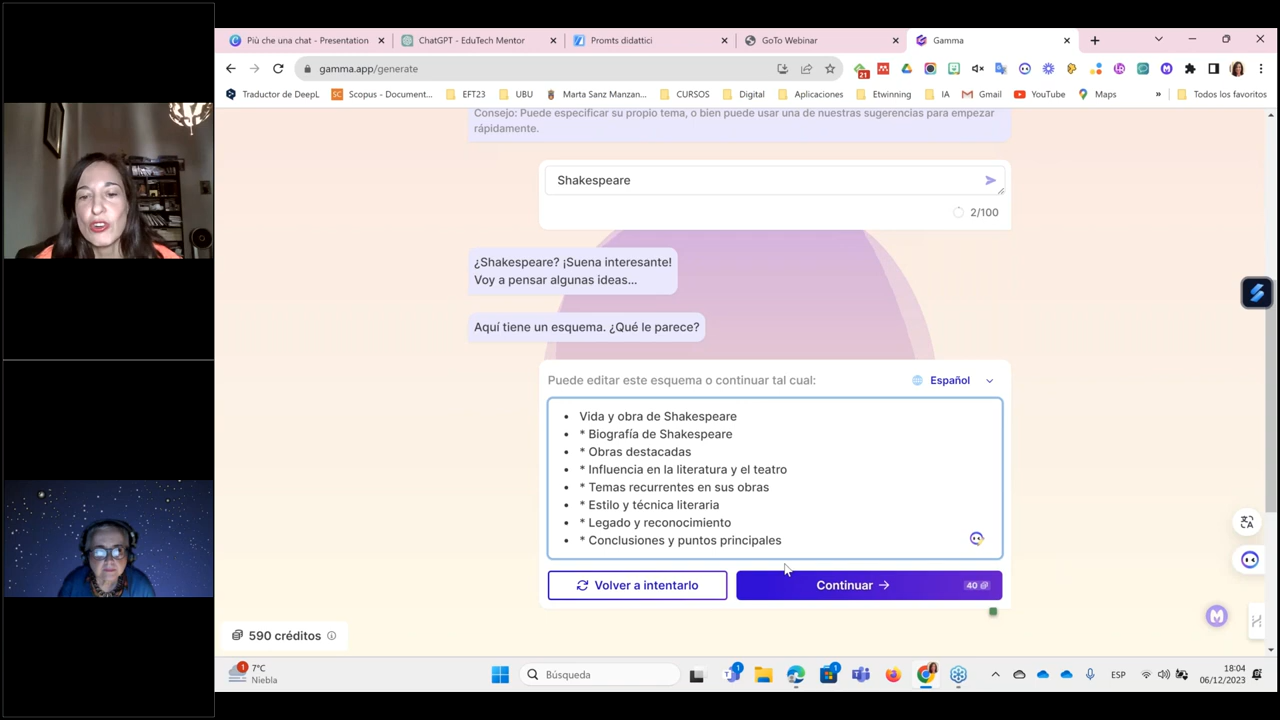 Più che una chat - Presentation
ChatGPT - EduTech Mentor
Promts didattici
GoTo Webinar
Gamma
gamma.app/generate
21
Traductor de DeepL
Scopus - Document...
EFT23
UBU
Marta Sanz Manzan...
CURSOS
Digital
Aplicaciones
Etwinning
IA
Gmail
YouTube
Maps
»
Todos los favoritos
Consejo: Puede especificar su propio tema, o bien puede usar una de nuestras sugerencias para empezar
rápidamente.
Shakespeare
2/100
¿Shakespeare? ¡Suena interesante!
Voy a pensar algunas ideas...
Aquí tiene un esquema. ¿Qué le parece?
Puede editar este esquema o continuar tal cual:
Español
• Vida y obra de Shakespeare
• * Biografía de Shakespeare
• * Obras destacadas
• * Influencia en la literatura y el teatro
• * Temas recurrentes en sus obras
• * Estilo y técnica literaria
• * Legado y reconocimiento
• * Conclusiones y puntos principales
Volver a intentarlo
Continuar →
40
590 créditos
1
7°C
Niebla
Búsqueda
1
1
ESP
18:04
06/12/2023